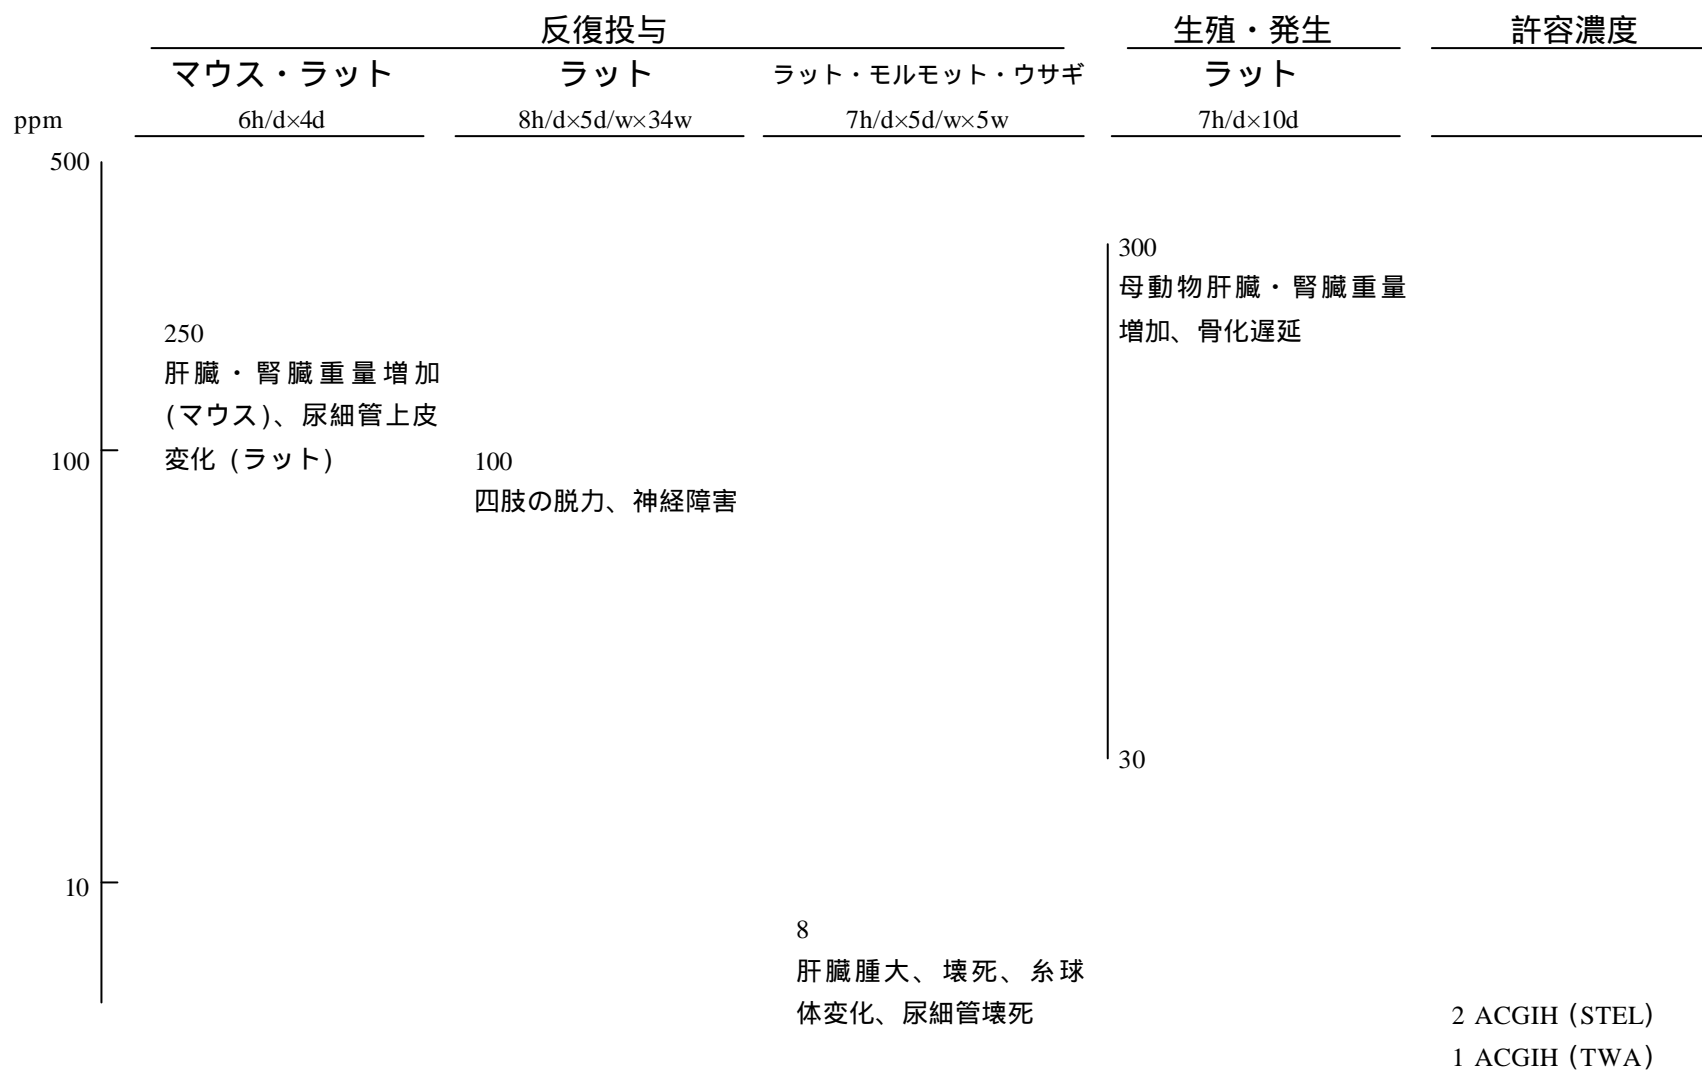 反復投与
生殖・発生
許容濃度
マウス・ラット
ラット
ラット・モルモット・ウサギ
ラット
ppm
6h/d×4d
8h/d×5d/w×34w
7h/d×5d/w×5w
7h/d×10d
500
300
母動物肝臓・腎臓重量
増加、骨化遅延
250
肝臓・腎臓重量増加
(マウス)、尿細管上皮
変化 (ラット)
100
100
四肢の脱力、神経障害
30
10
8
肝臓腫大、壊死、糸球
体変化、尿細管壊死
2 ACGIH (STEL)
1 ACGIH (TWA)